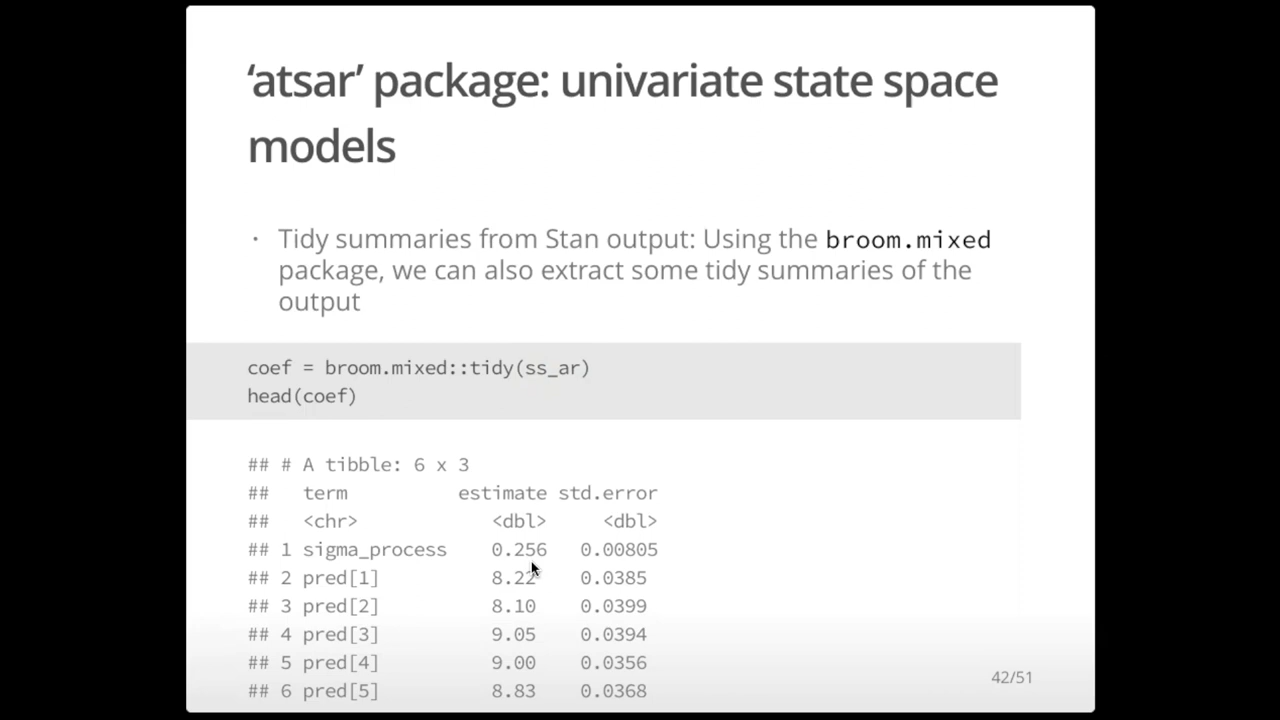 ‘atsar’ package: univariate state space
models
· Tidy summaries from Stan output: Using the broom.mixed
package, we can also extract some tidy summaries of the
output
coef = broom.mixed::tidy(ss_ar)
head(coef)
## # A tibble: 6 x 3
##   term          estimate std.error
##   <chr>            <dbl>     <dbl>
## 1 sigma_process    0.256   0.00805
## 2 pred[1]          8.22    0.0385
## 3 pred[2]          8.10    0.0399
## 4 pred[3]          9.05    0.0394
## 5 pred[4]          9.00    0.0356
## 6 pred[5]          8.83    0.0368
42/51